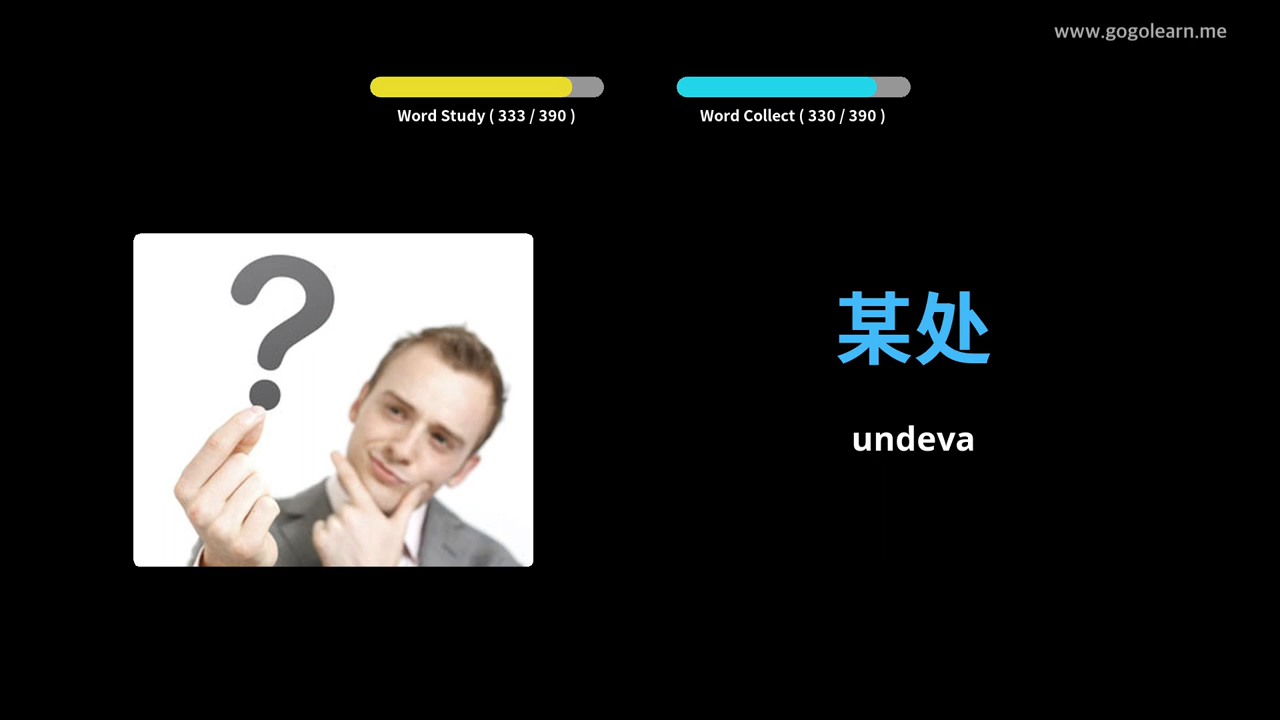 www.gogolearn.me
Word Study ( 333 / 390 )
Word Collect ( 330 / 390 )
?
某处
undeva